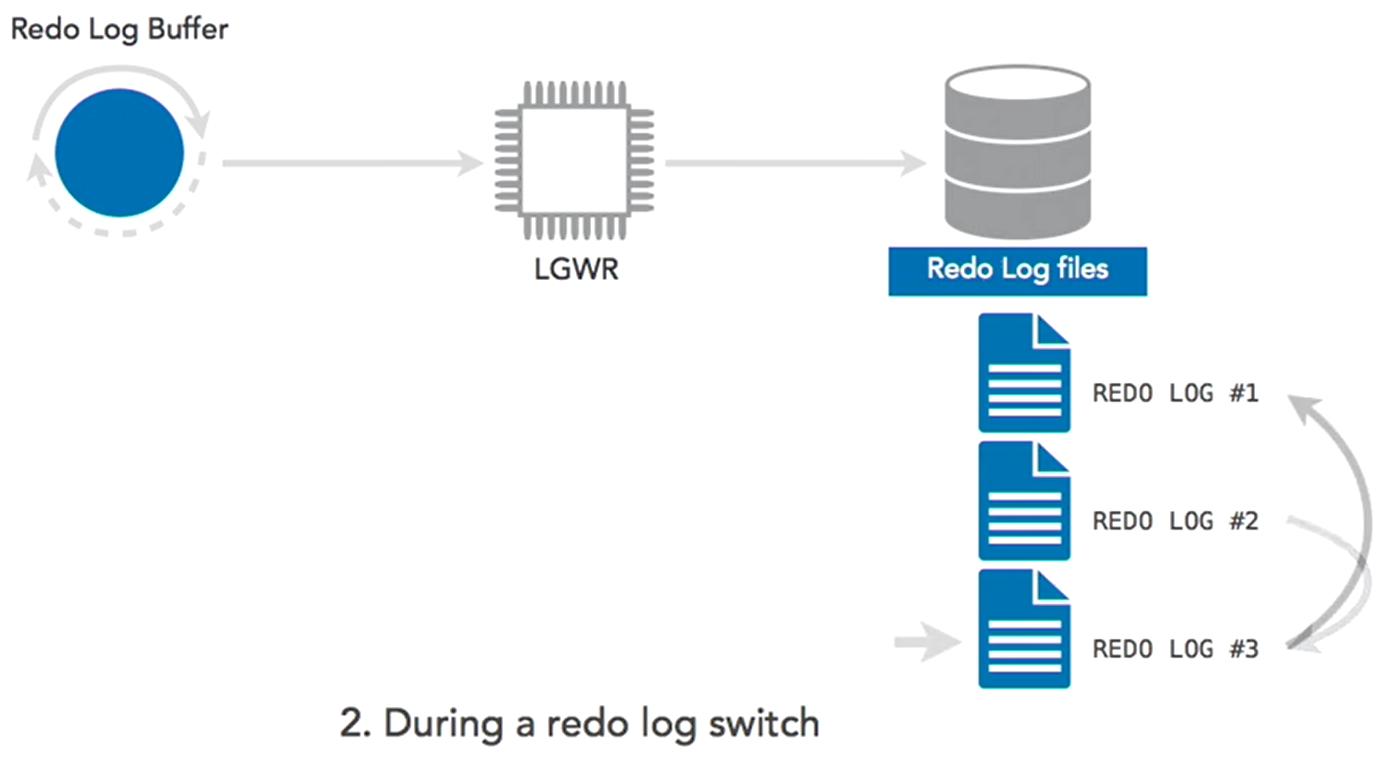 Redo Log Buffer
LGWR
Redo Log files
REDO LOG #1
REDO LOG #2
REDO LOG #3
2. During a redo log switch